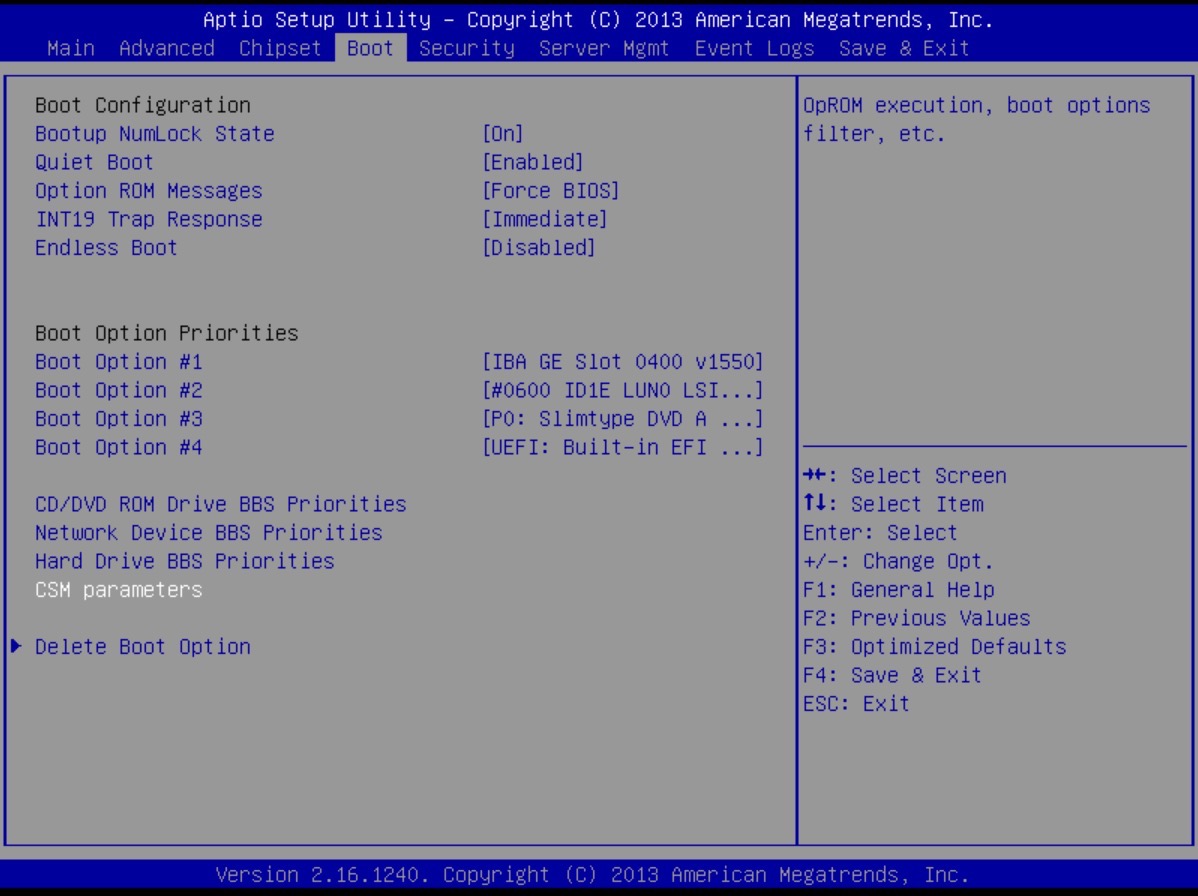 Aptio Setup Utility – Copyright (C) 2013 American Megatrends, Inc.
Main Advanced Chipset Boot Security Server Mgmt Event Logs Save & Exit
Boot Configuration
Bootup NumLock State [On]
Quiet Boot [Enabled]
Option ROM Messages [Force BIOS]
INT19 Trap Response [Immediate]
Endless Boot [Disabled]
Boot Option Priorities
Boot Option #1 [IBA GE Slot 0400 v1550]
Boot Option #2 [#0600 ID1E LUN0 LSI...]
Boot Option #3 [P0: Slimtype DVD A ...]
Boot Option #4 [UEFI: Built-in EFI ...]
CD/DVD ROM Drive BBS Priorities
Network Device BBS Priorities
Hard Drive BBS Priorities
CSM parameters
Delete Boot Option
OpROM execution, boot options
filter, etc.
→←: Select Screen
↑↓: Select Item
Enter: Select
+/-: Change Opt.
F1: General Help
F2: Previous Values
F3: Optimized Defaults
F4: Save & Exit
ESC: Exit
Version 2.16.1240. Copyright (C) 2013 American Megatrends, Inc.